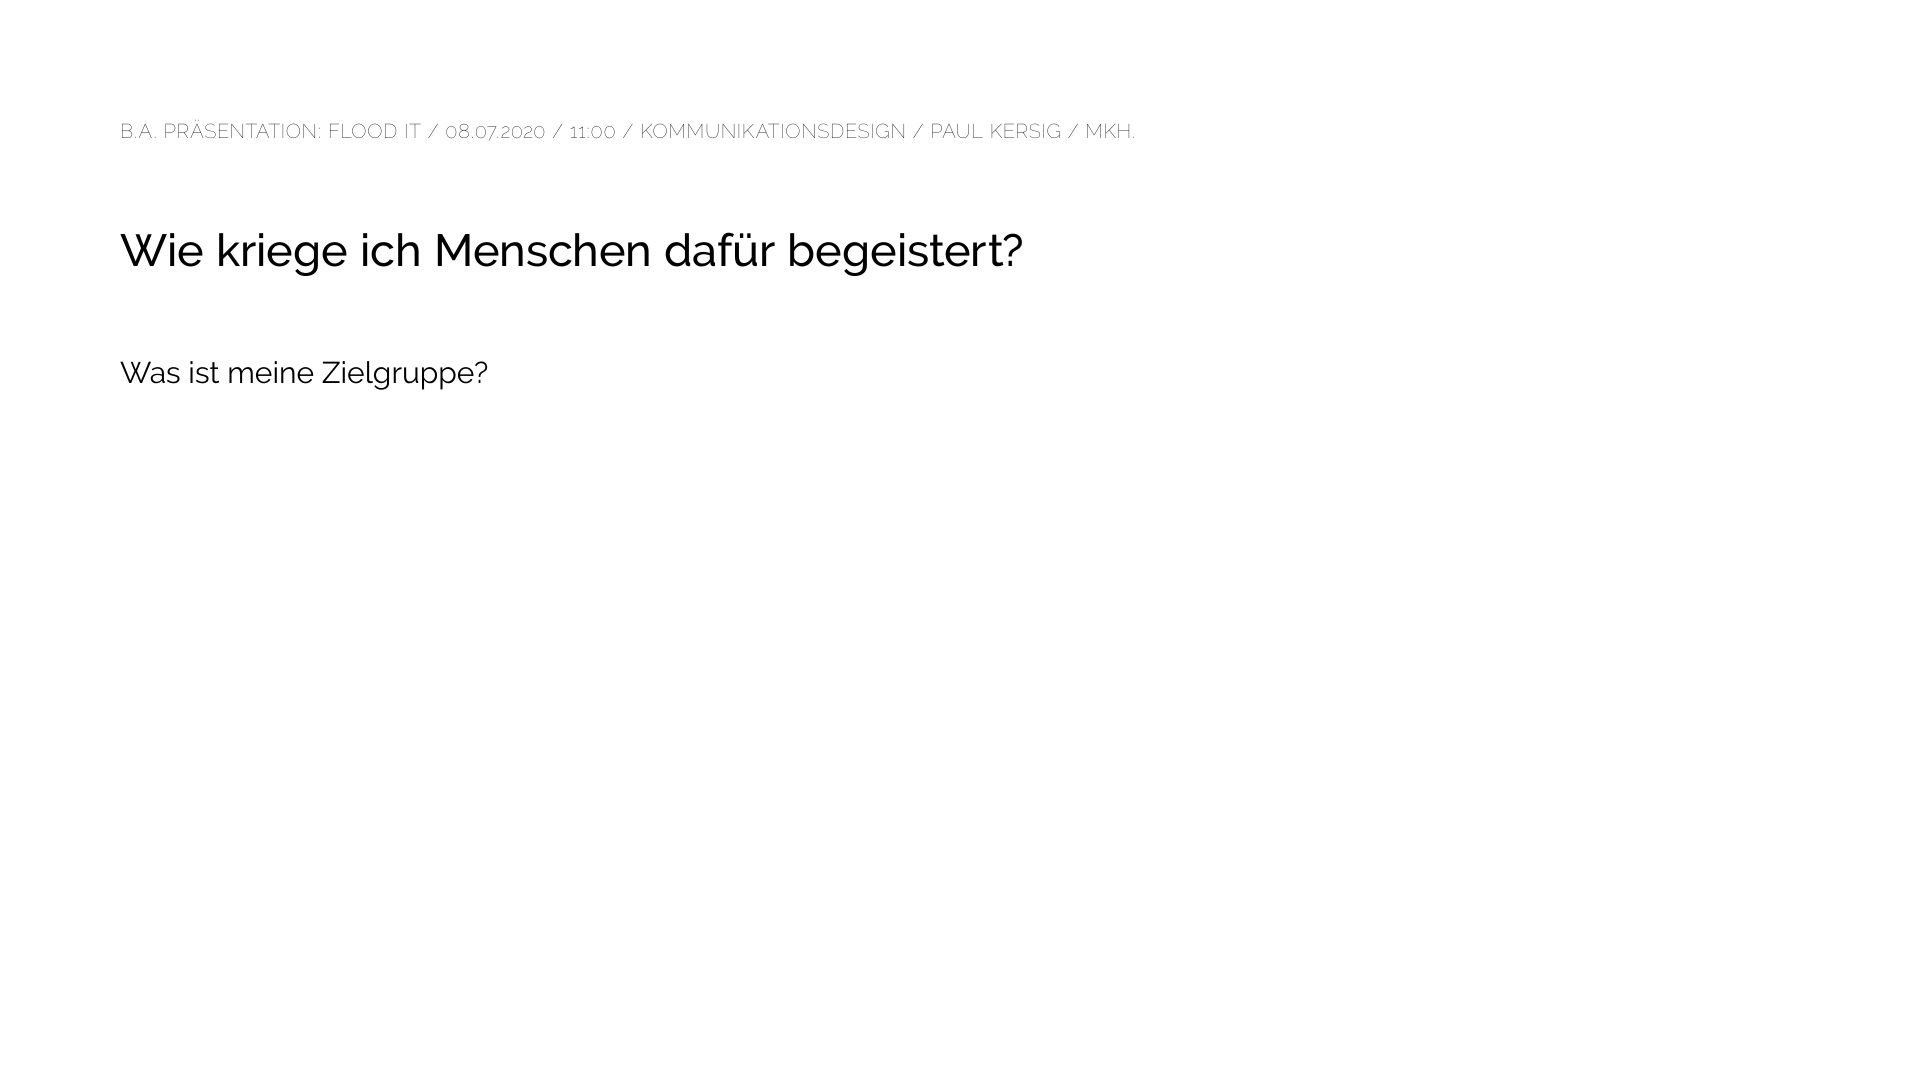 B.A. PRÄSENTATION: FLOOD IT / 08.07.2020 / 11:00 / KOMMUNIKATIONSDESIGN / PAUL KERSIG / MKH.
Wie kriege ich Menschen dafür begeistert?
Was ist meine Zielgruppe?